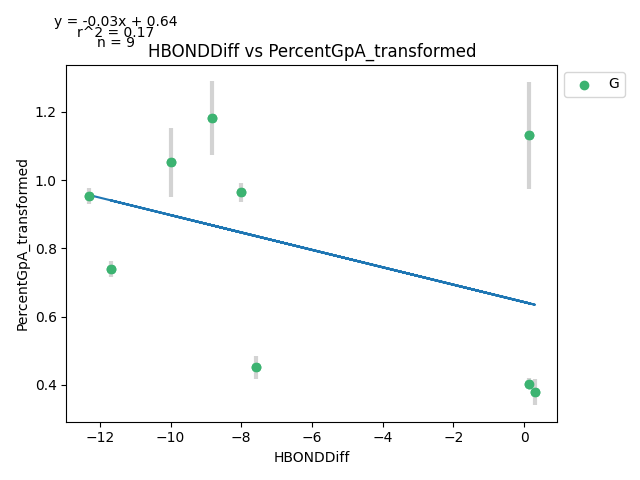 y = -0.03x + 0.64
r^2 = 0.17
n = 9
HBONDDiff vs PercentGpA_transformed
G
PercentGpA_transformed
1.2
1.0
0.8
0.6
0.4
−12
−10
−8
−6
−4
−2
0
HBONDDiff